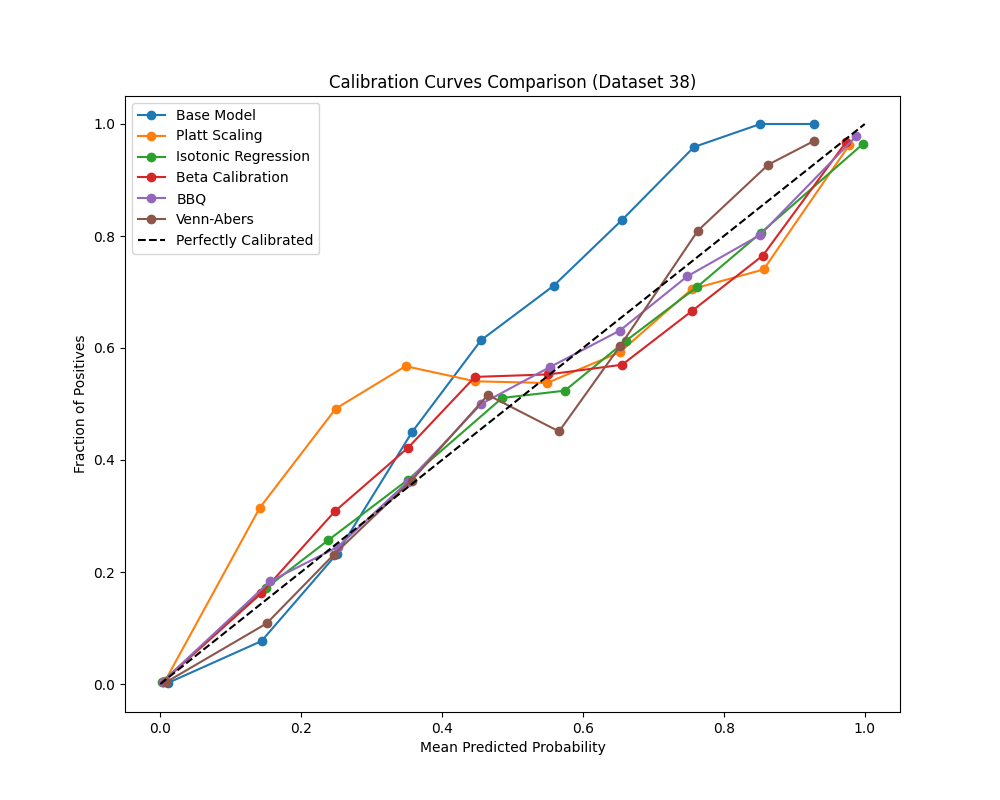 Calibration Curves Comparison (Dataset 38)
Base Model
Platt Scaling
Isotonic Regression
Beta Calibration
BBQ
Venn-Abers
Perfectly Calibrated
Fraction of Positives
1.0
0.8
0.6
0.4
0.2
0.0
0.0 0.2 0.4 0.6 0.8 1.0
Mean Predicted Probability